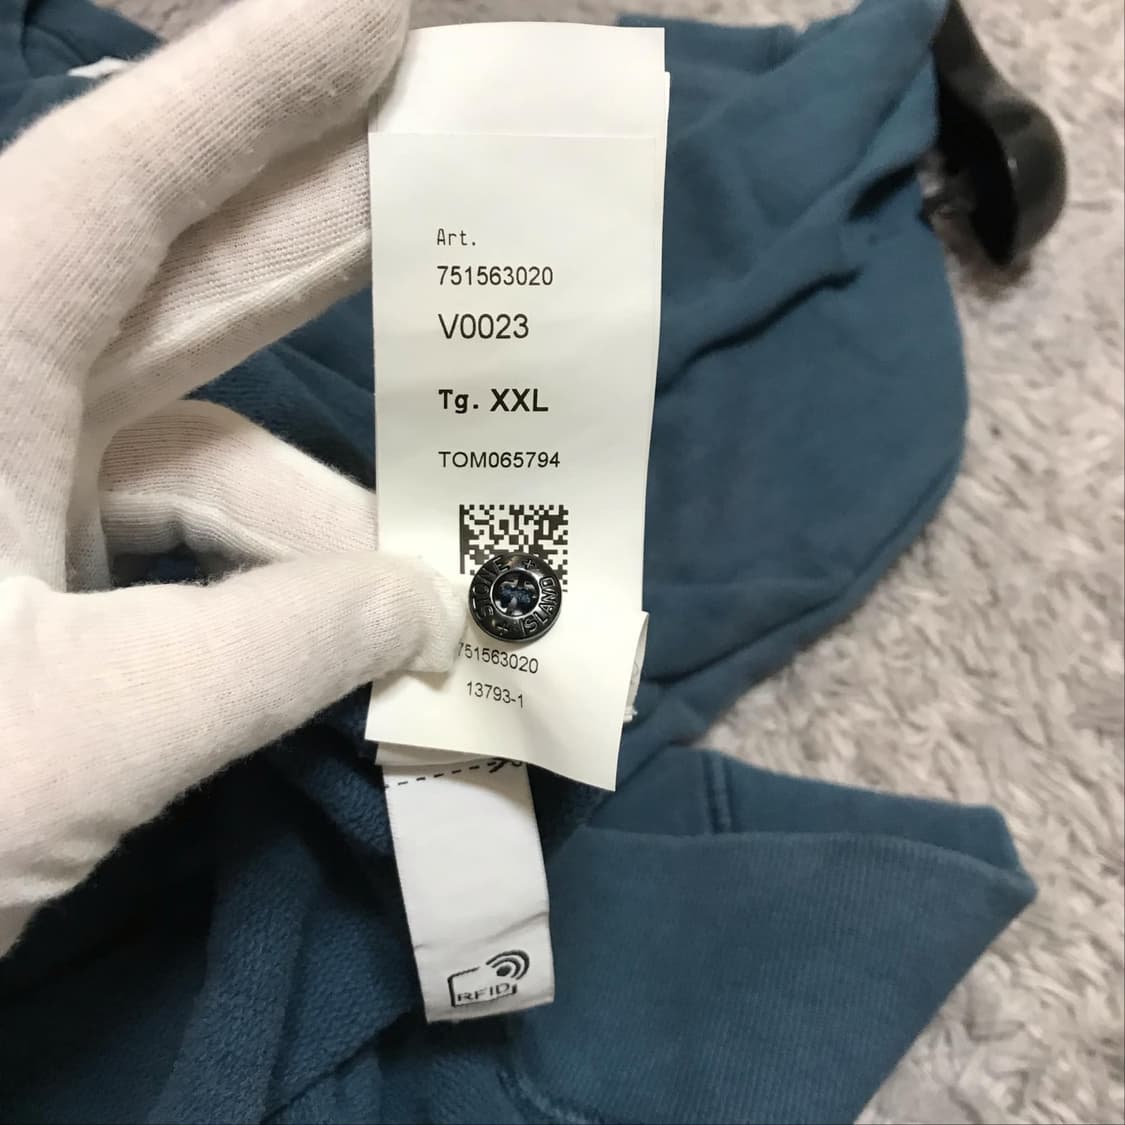 Art.
751563020
V0023
Tg. XXL
TOM065794
STONE ISLAND
751563020
13793-1
RFID